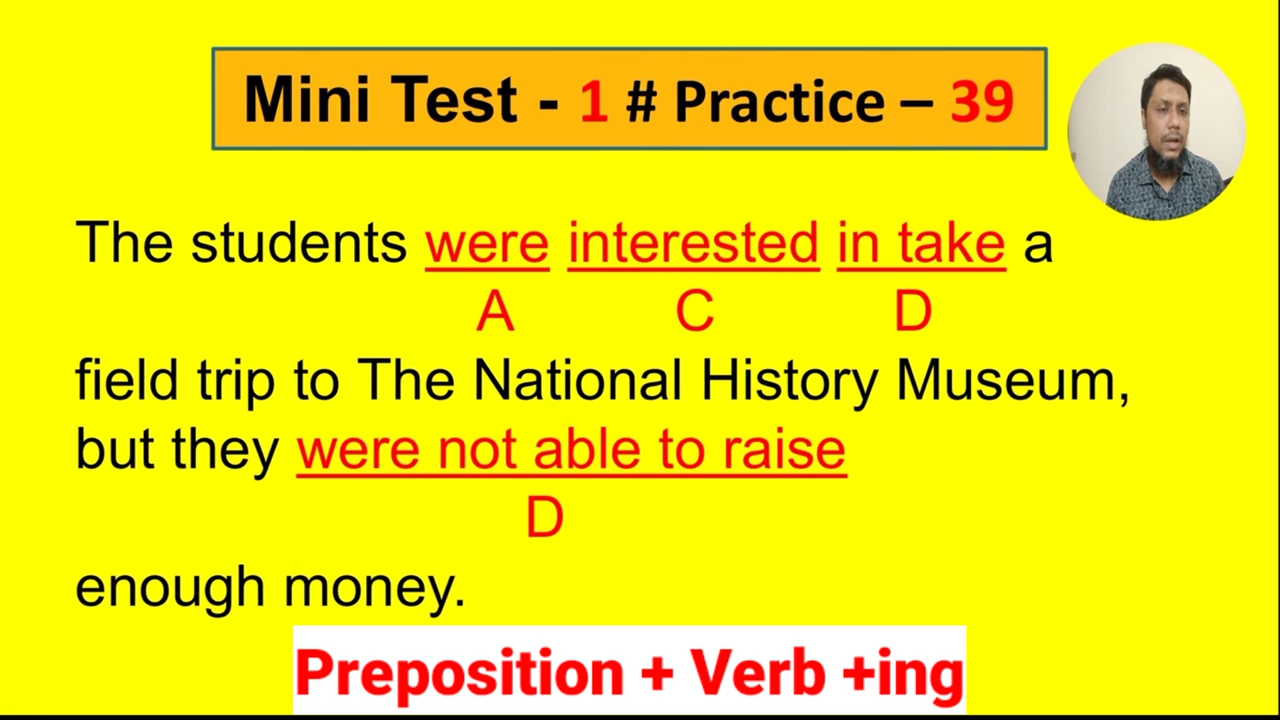 Mini Test - 1 # Practice – 39
The students were interested in take a
A C D
field trip to The National History Museum,
but they were not able to raise
D
enough money.
Preposition + Verb +ing